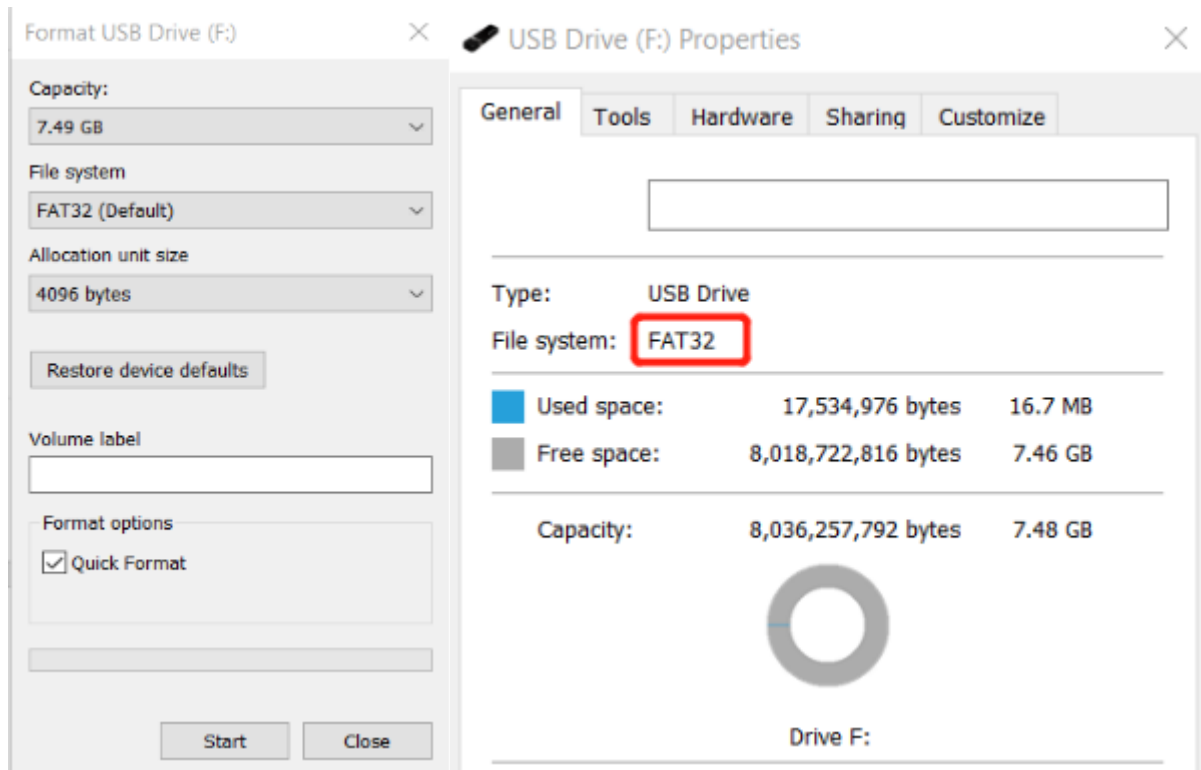 Format USB Drive (F:)
Capacity:
7.49 GB
File system
FAT32 (Default)
Allocation unit size
4096 bytes
Restore device defaults
Volume label
Format options
Quick Format
Start
Close
USB Drive (F:) Properties
General
Tools
Hardware
Sharing
Customize
Type: USB Drive
File system: FAT32
Used space: 17,534,976 bytes 16.7 MB
Free space: 8,018,722,816 bytes 7.46 GB
Capacity: 8,036,257,792 bytes 7.48 GB
Drive F: